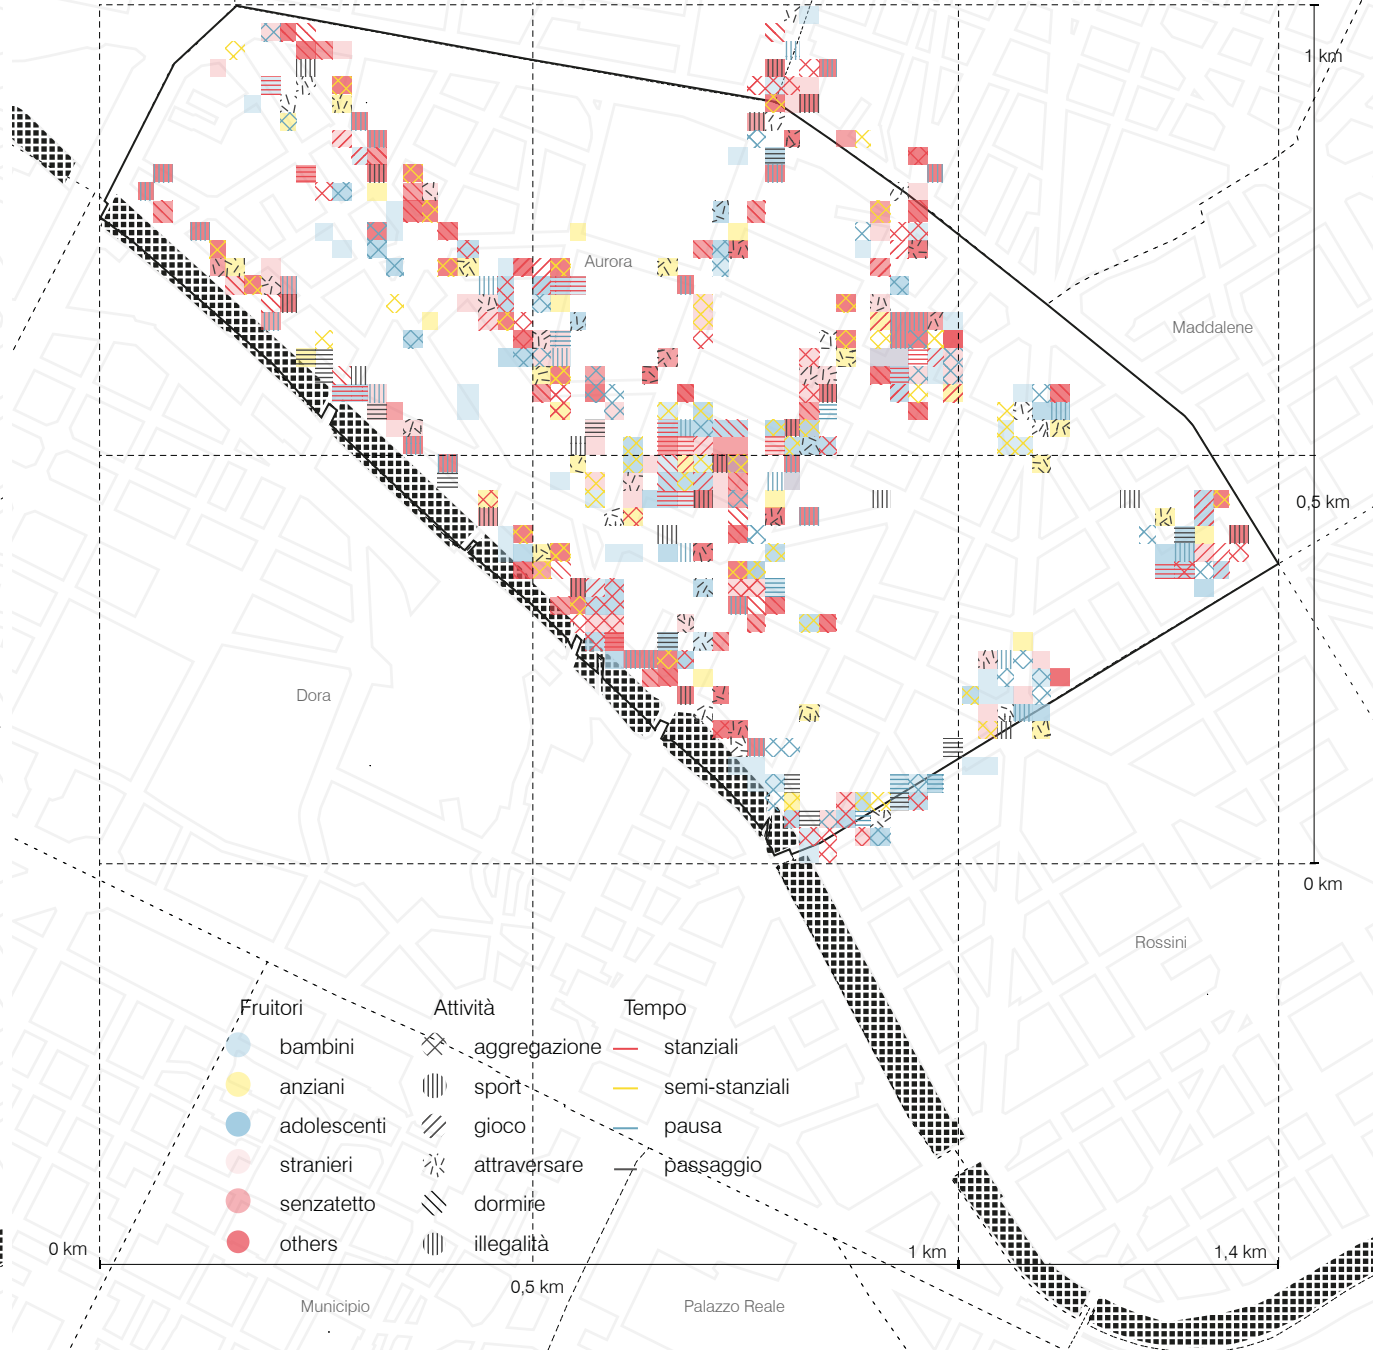 1 km
Aurora
Maddalene
0,5 km
Dora
0 km
Rossini
Fruitori Attività Tempo
bambini aggregazione stanziali
anziani sport semi-stanziali
adolescenti gioco pausa
stranieri attraversare passaggio
senzatetto dormire
others illegalità
0 km 1 km 1,4 km
0,5 km
Municipio Palazzo Reale